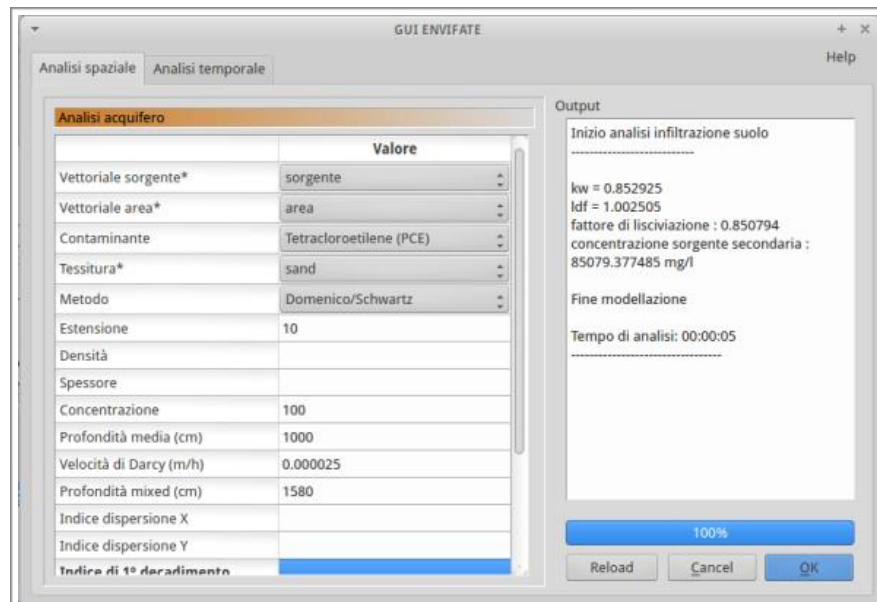 GUI ENVIFATE
Help
Analisi spaziale Analisi temporale
Analisi acquifero
Valore
Vettoriale sorgente* sorgente
Vettoriale area* area
Contaminante Tetracloroetilene (PCE)
Tessitura* sand
Metodo Domenico/Schwartz
Estensione 10
Densità
Spessore
Concentrazione 100
Profondità media (cm) 1000
Velocità di Darcy (m/h) 0.000025
Profondità mixed (cm) 1580
Indice dispersione X
Indice dispersione Y
Indice di 1° decadimento
Output
Inizio analisi infiltrazione suolo
---------------------------
kw = 0.852925
ldf = 1.002505
fattore di lisciviazione : 0.850794
concentrazione sorgente secondaria :
85079.377485 mg/l
Fine modellazione
Tempo di analisi: 00:00:05
---------------------------------
100%
Reload Cancel OK